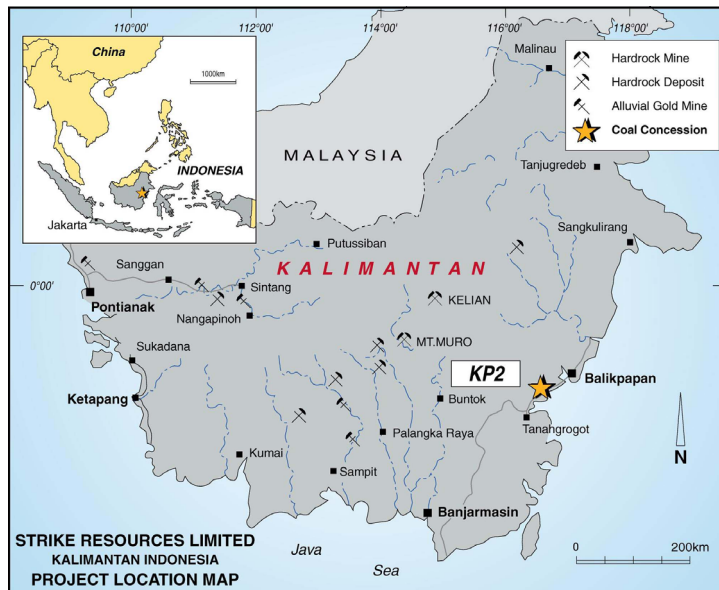 110°00'
112°00'
114°00'
116°00'
118°00'
China
1000km
INDONESIA
Jakarta
Hardrock Mine
Hardrock Deposit
Alluvial Gold Mine
Coal Concession
Malinau
MALAYSIA
Tanjugredeb
Sangkulirang
Putussiban
KALIMANTAN
Sanggan
Sintang
0°00'
Pontianak
KELIAN
Nangapinoh
MT.MURO
Sukadana
KP2
Balikpapan
Ketapang
Buntok
Tanahgrogot
Palangka Raya
Kumai
Sampit
N
Banjarmasin
STRIKE RESOURCES LIMITED
KALIMANTAN INDONESIA
PROJECT LOCATION MAP
Java
Sea
0 200km